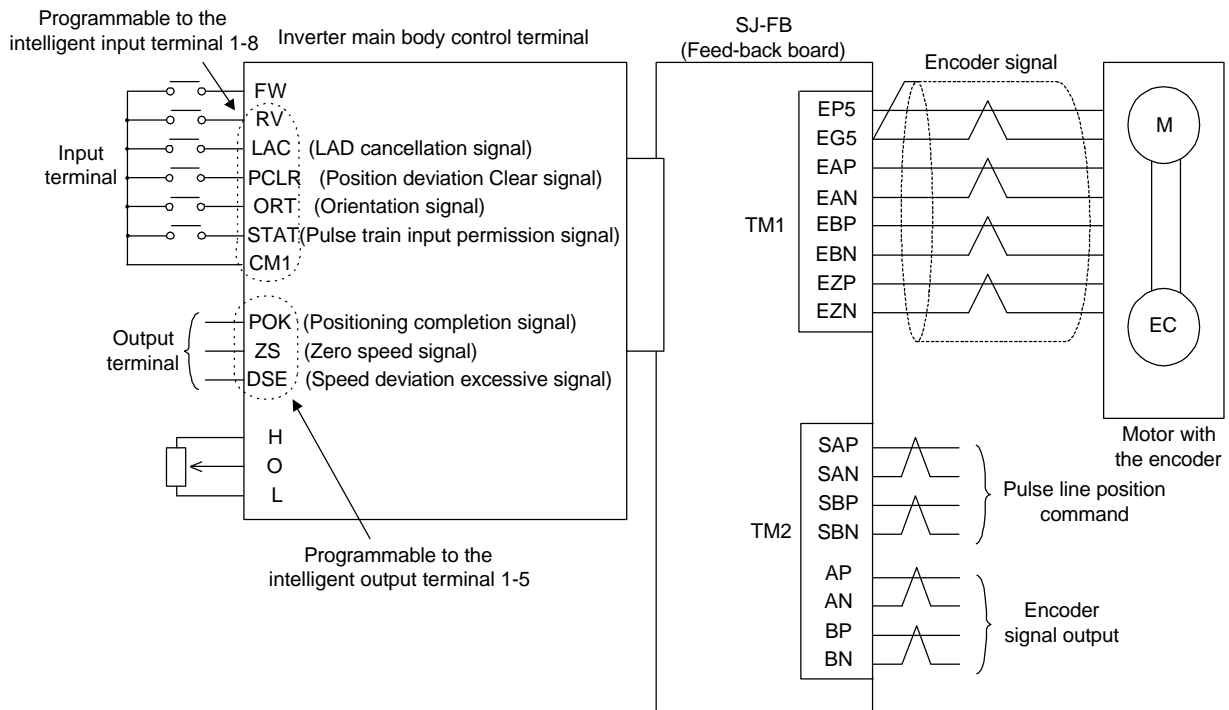 Programmable to the
intelligent input terminal 1-8
Inverter main body control terminal
SJ-FB
(Feed-back board)
Encoder signal
Input
terminal
FW
RV
LAC (LAD cancellation signal)
PCLR (Position deviation Clear signal)
ORT (Orientation signal)
STAT (Pulse train input permission signal)
CM1
Output
terminal
POK (Positioning completion signal)
ZS (Zero speed signal)
DSE (Speed deviation excessive signal)
H
O
L
Programmable to the
intelligent output terminal 1-5
TM1
EP5
EG5
EAP
EAN
EBP
EBN
EZP
EZN
M
EC
Motor with
the encoder
TM2
SAP
SAN
SBP
SBN
AP
AN
BP
BN
Pulse line position
command
Encoder
signal output